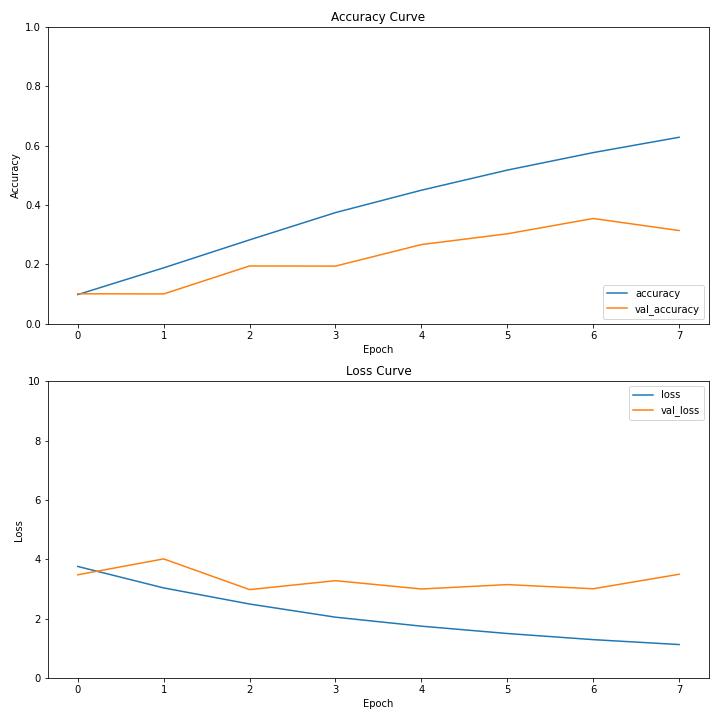 Accuracy Curve
1.0
0.8
0.6
0.4
0.2
0.0
Accuracy
accuracy
val_accuracy
0 1 2 3 4 5 6 7
Epoch
Loss Curve
10
8
6
4
2
0
Loss
loss
val_loss
0 1 2 3 4 5 6 7
Epoch